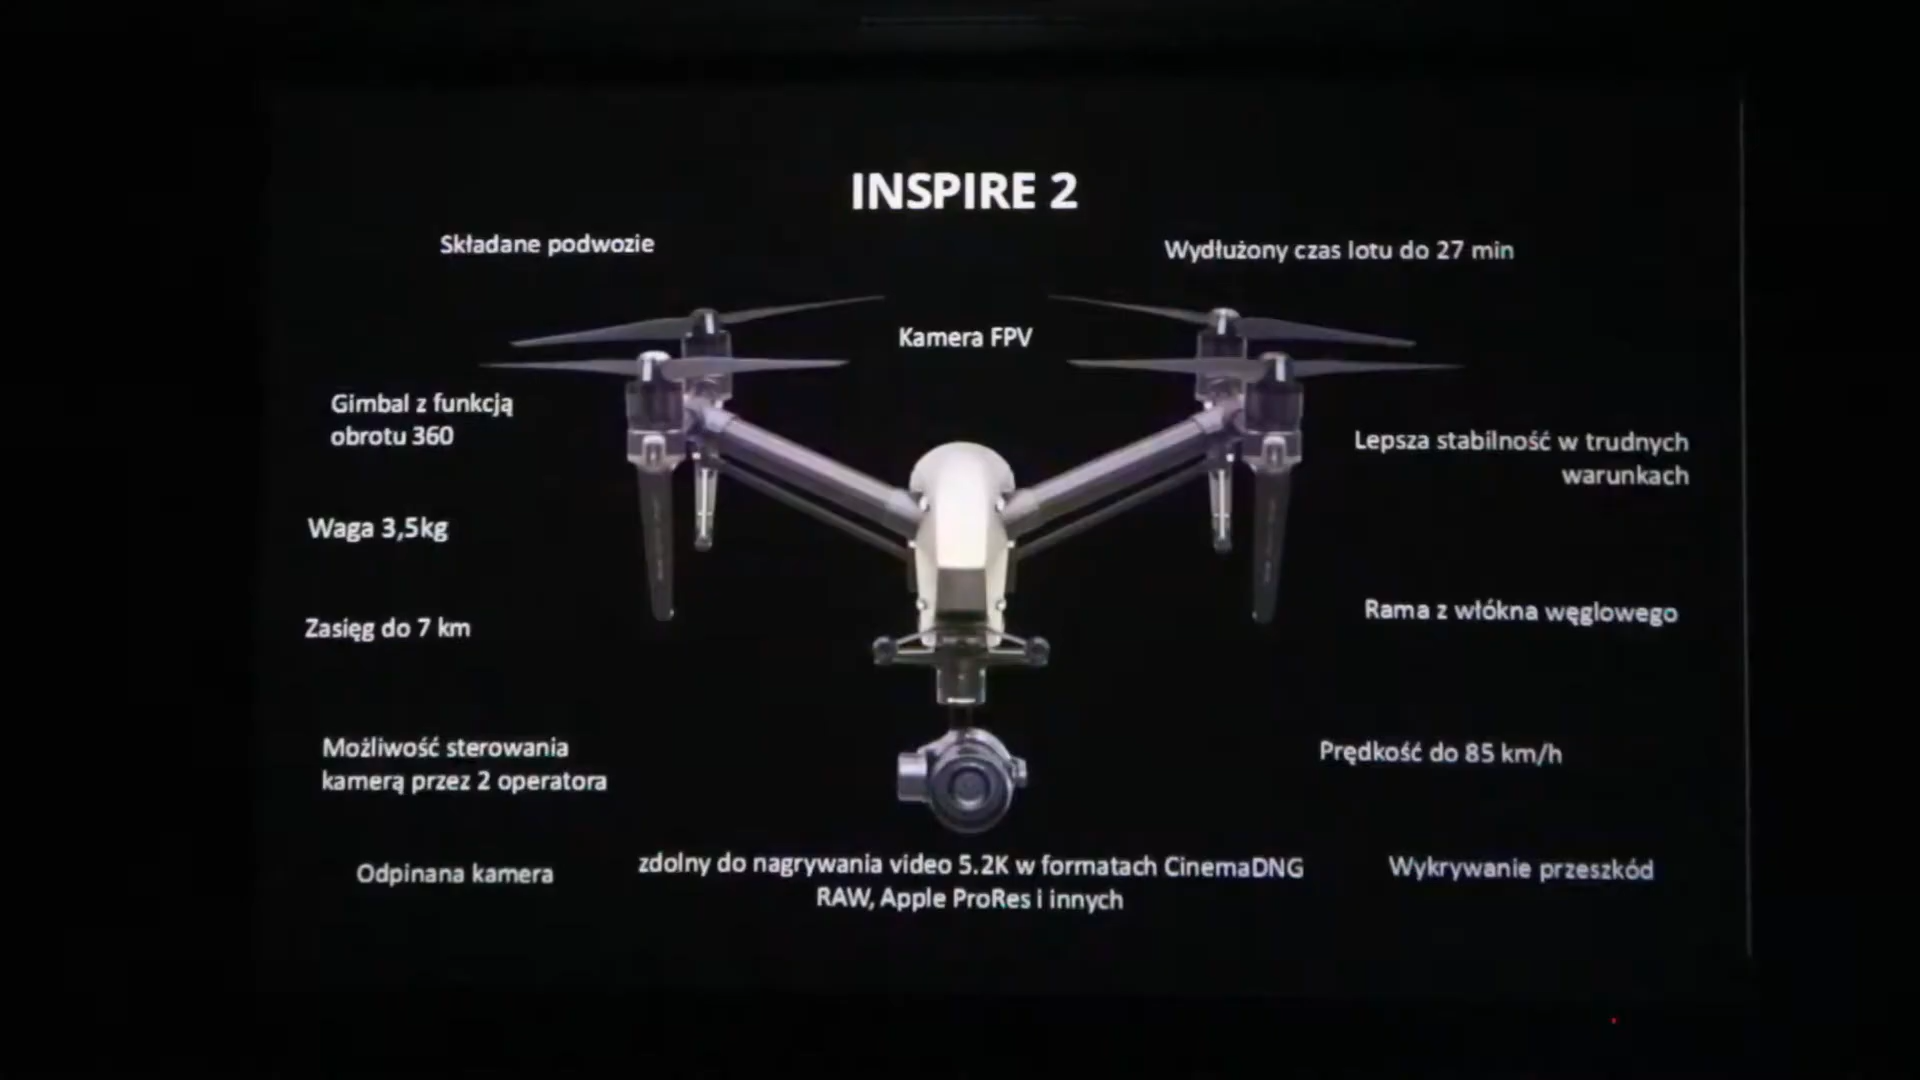 INSPIRE 2
Składane podwozie
Wydłużony czas lotu do 27 min
Kamera FPV
Gimbal z funkcją
obrotu 360
Lepsza stabilność w trudnych
warunkach
Waga 3,5kg
Rama z włókna węglowego
Zasięg do 7 km
Możliwość sterowania
kamerą przez 2 operatora
Prędkość do 85 km/h
Odpinana kamera
zdolny do nagrywania video 5.2K w formatach CinemaDNG
RAW, Apple ProRes i innych
Wykrywanie przeszkód